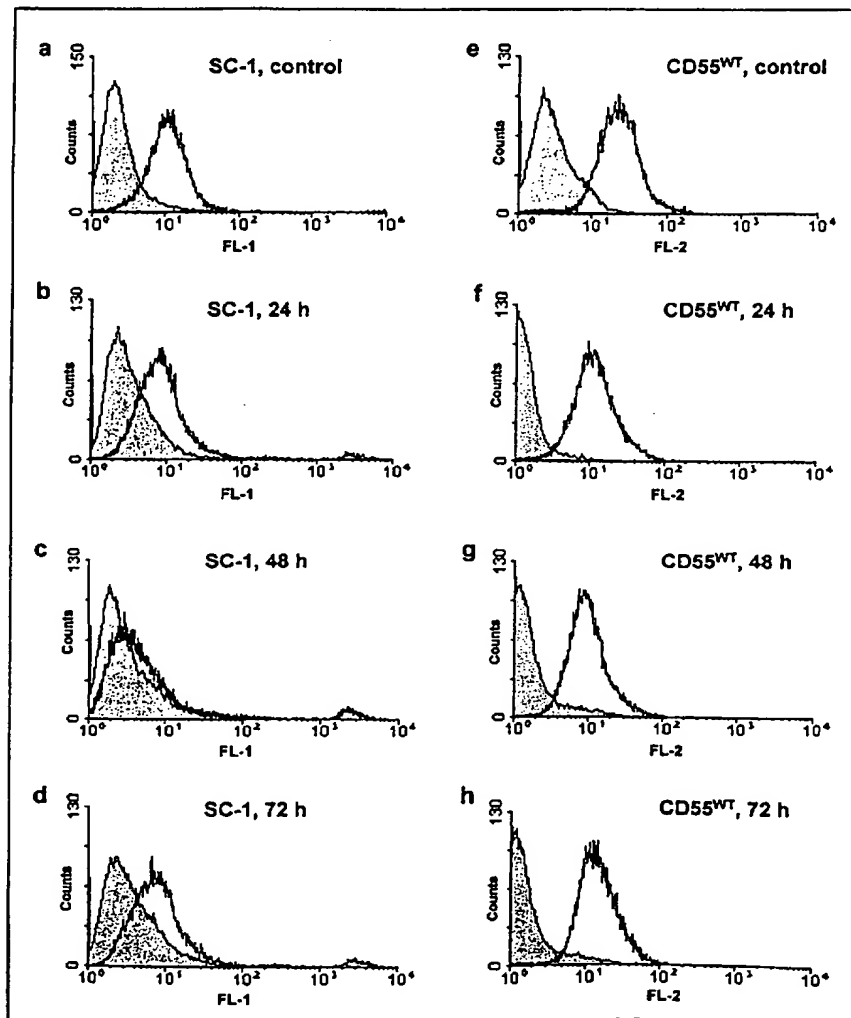 a
SC-1, control
150
Counts
0
10⁰ 10¹ 10² 10³ 10⁴
FL-1
e
CD55ᵂᵀ, control
130
Counts
0
10⁰ 10¹ 10² 10³ 10⁴
FL-2
b
SC-1, 24 h
130
Counts
0
10⁰ 10¹ 10² 10³ 10⁴
FL-1
f
CD55ᵂᵀ, 24 h
130
Counts
0
10⁰ 10¹ 10² 10³ 10⁴
FL-2
c
SC-1, 48 h
130
Counts
0
10⁰ 10¹ 10² 10³ 10⁴
FL-1
g
CD55ᵂᵀ, 48 h
130
Counts
0
10⁰ 10¹ 10² 10³ 10⁴
FL-2
d
SC-1, 72 h
130
Counts
0
10⁰ 10¹ 10² 10³ 10⁴
FL-1
h
CD55ᵂᵀ, 72 h
130
Counts
0
10⁰ 10¹ 10² 10³ 10⁴
FL-2